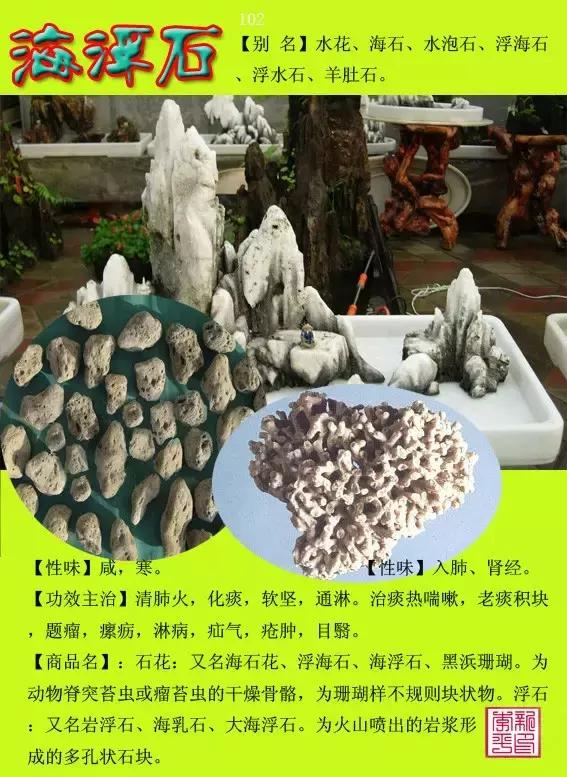 102
海浮石
【别 名】水花、海石、水泡石、浮海石
、浮水石、羊肚石。
【性味】咸，寒。
【性味】入肺、肾经。
【功效主治】清肺火，化痰，软坚，通淋。治痰热喘嗽，老痰积块
，题瘤，瘰疬，淋病，疝气，疮肿，目翳。
【商品名】：石花：又名海石花、浮海石、海浮石、黑浜珊瑚。为
动物脊突苔虫或瘤苔虫的干燥骨骼，为珊瑚样不规则块状物。浮石
：又名岩浮石、海乳石、大海浮石。为火山喷出的岩浆形
成的多孔状石块。